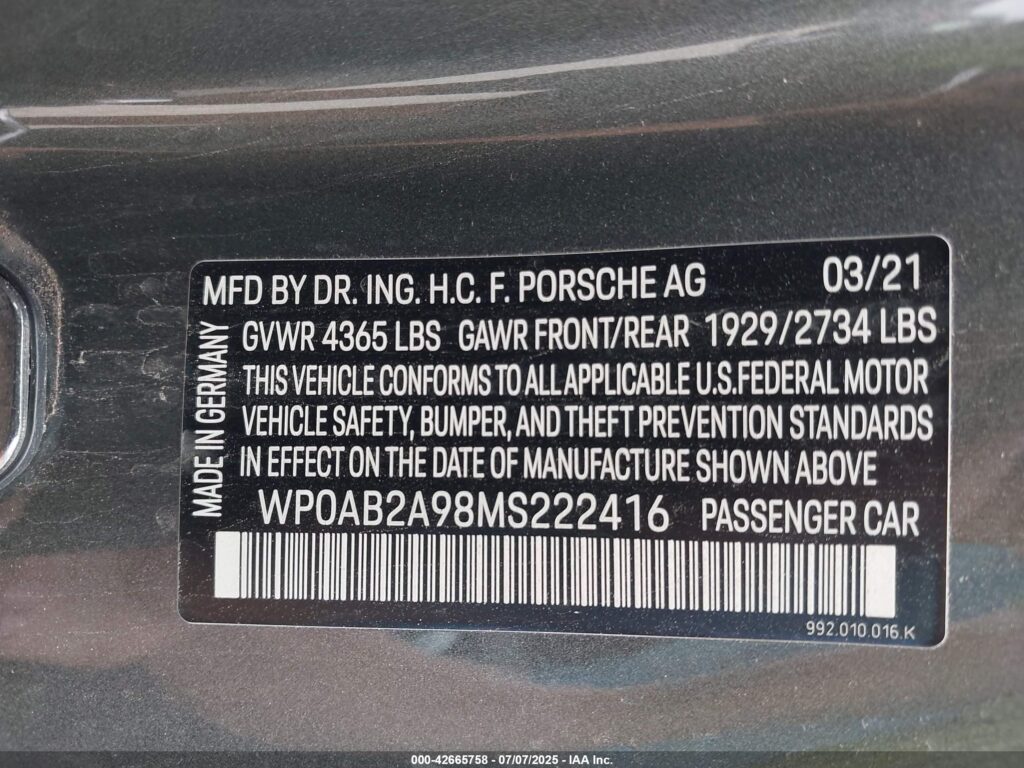 MFD BY DR. ING. H.C. F. PORSCHE AG 03/21
GVWR 4365 LBS GAWR FRONT/REAR 1929/2734 LBS
THIS VEHICLE CONFORMS TO ALL APPLICABLE U.S.FEDERAL MOTOR
VEHICLE SAFETY, BUMPER, AND THEFT PREVENTION STANDARDS
IN EFFECT ON THE DATE OF MANUFACTURE SHOWN ABOVE
MADE IN GERMANY
WP0AB2A98MS222416 PASSENGER CAR
992.010.016.K
000-42665758 - 07/07/2025 - IAA Inc.